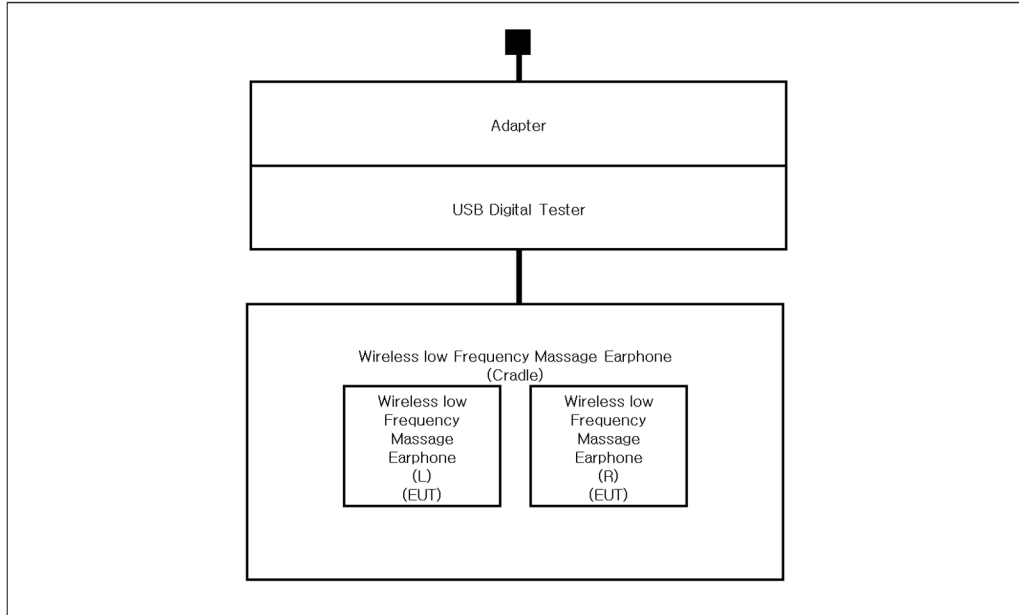 Adapter
USB Digital Tester
Wireless low Frequency Massage Earphone
(Cradle)
Wireless low
Frequency
Massage
Earphone
(L)
(EUT)
Wireless low
Frequency
Massage
Earphone
(R)
(EUT)